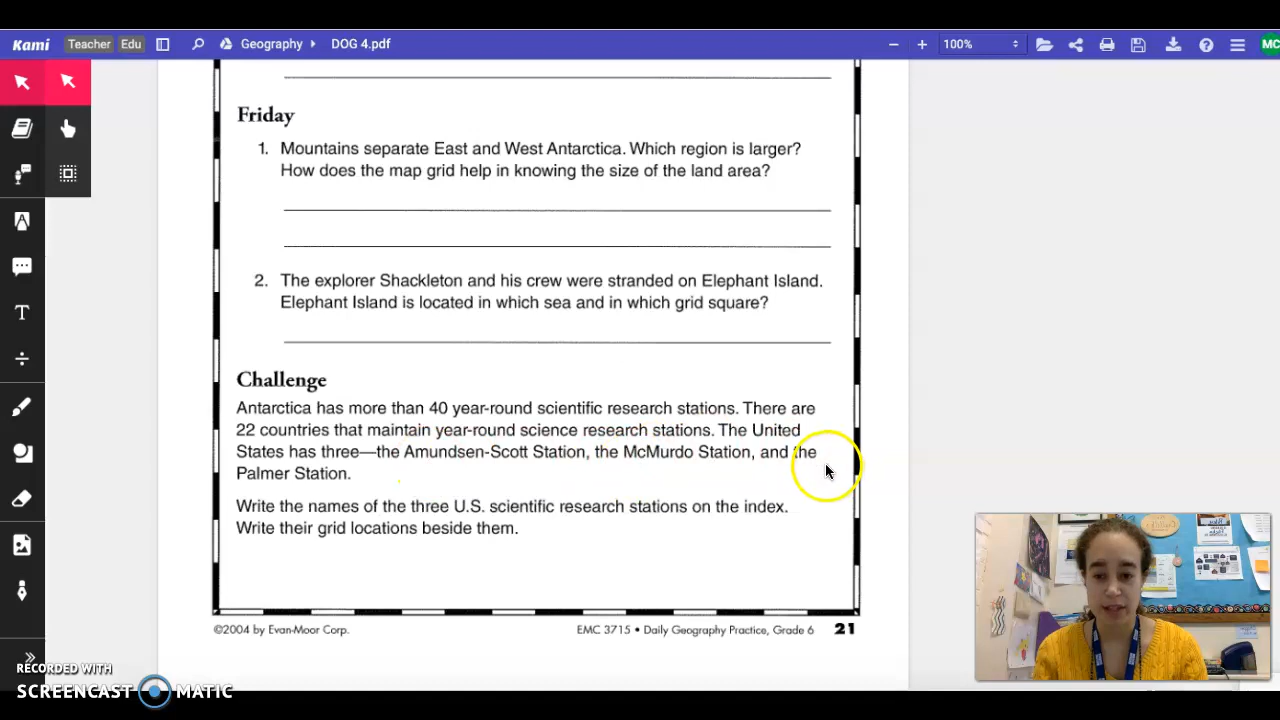 Kami Teacher Edu Geography DOG 4.pdf 100% MC
Friday
1. Mountains separate East and West Antarctica. Which region is larger?
How does the map grid help in knowing the size of the land area?
2. The explorer Shackleton and his crew were stranded on Elephant Island.
Elephant Island is located in which sea and in which grid square?
Challenge
Antarctica has more than 40 year-round scientific research stations. There are
22 countries that maintain year-round science research stations. The United
States has three—the Amundsen-Scott Station, the McMurdo Station, and the
Palmer Station.
Write the names of the three U.S. scientific research stations on the index.
Write their grid locations beside them.
©2004 by Evan-Moor Corp. EMC 3715 • Daily Geography Practice, Grade 6 21
RECORDED WITH
SCREENCAST MATIC